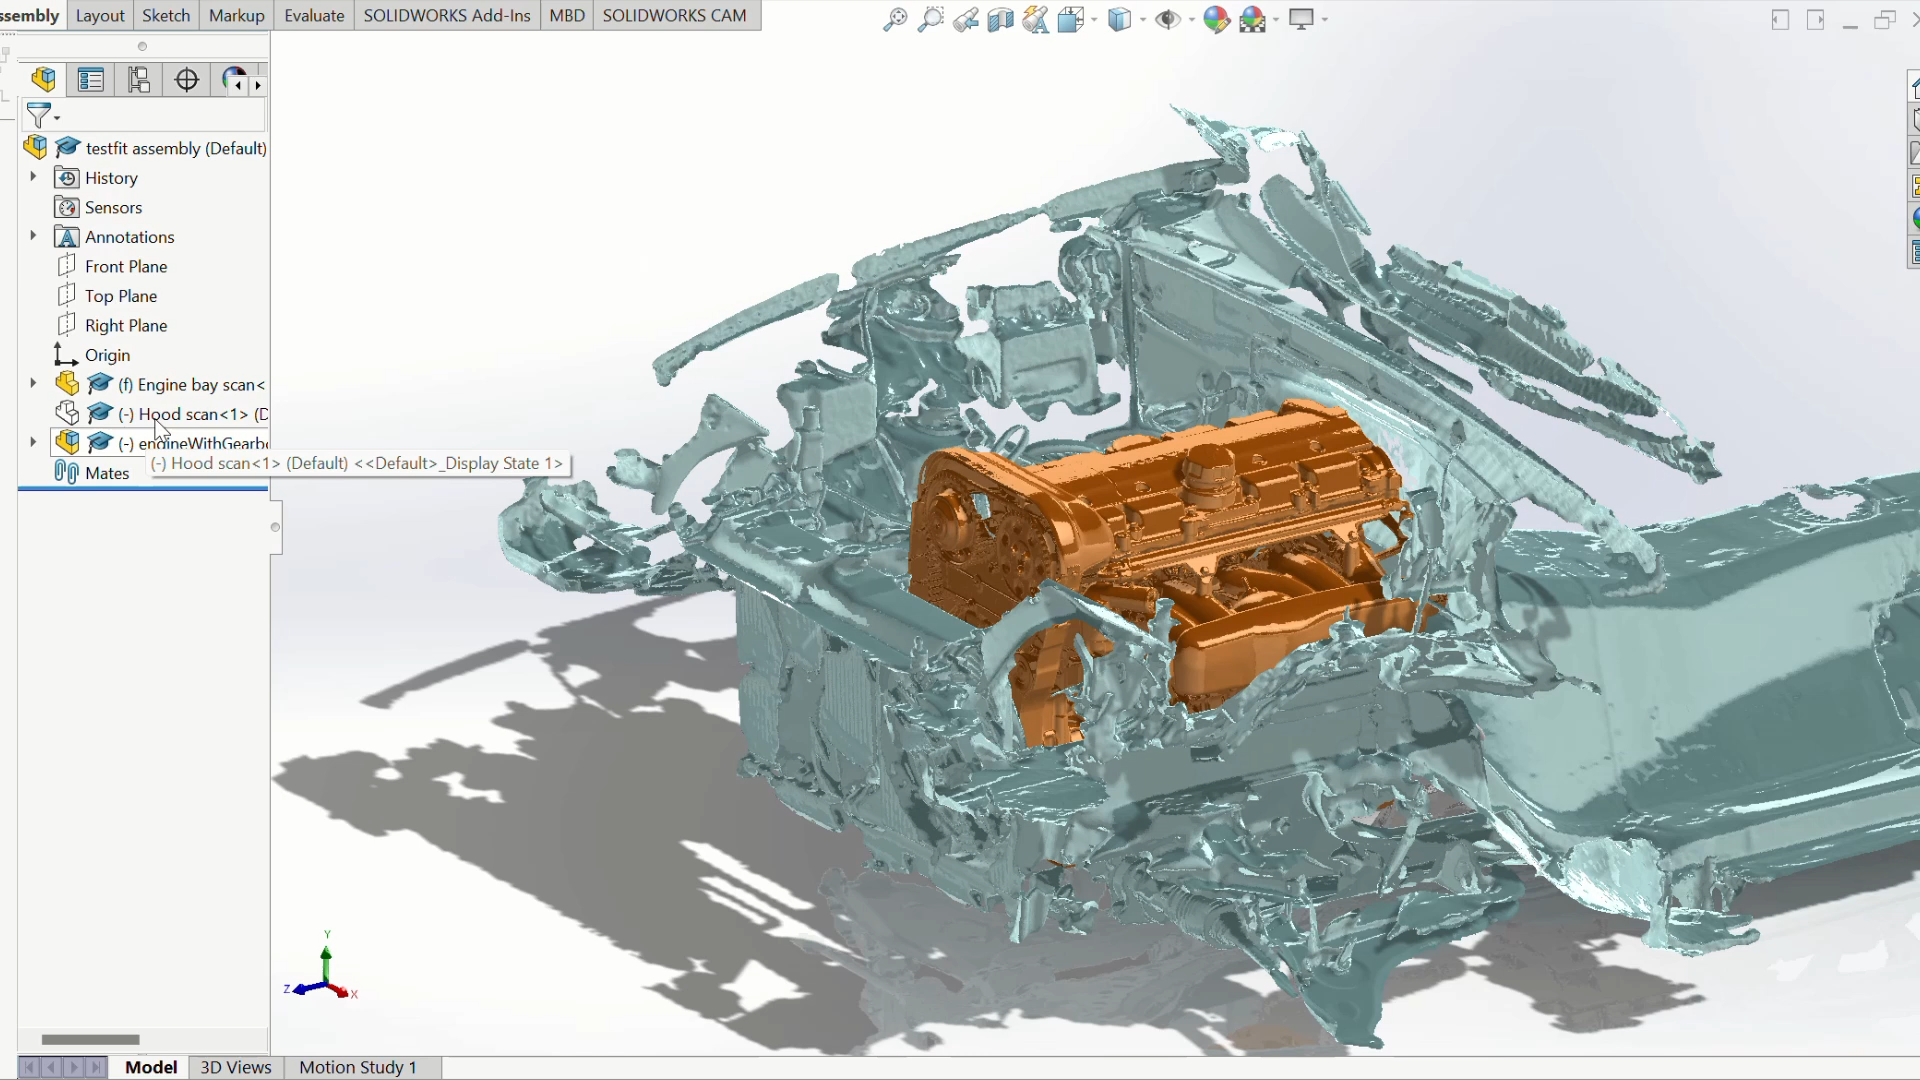 ssembly Layout Sketch Markup Evaluate SOLIDWORKS Add-Ins MBD SOLIDWORKS CAM
testfit assembly (Default)
History
Sensors
Annotations
Front Plane
Top Plane
Right Plane
Origin
(f) Engine bay scan<
(-) Hood scan<1> (D
(-) engineWithGearbo
(-) Hood scan<1> (Default) <<Default>_Display State 1>
Mates
Y
Z
X
Model 3D Views Motion Study 1